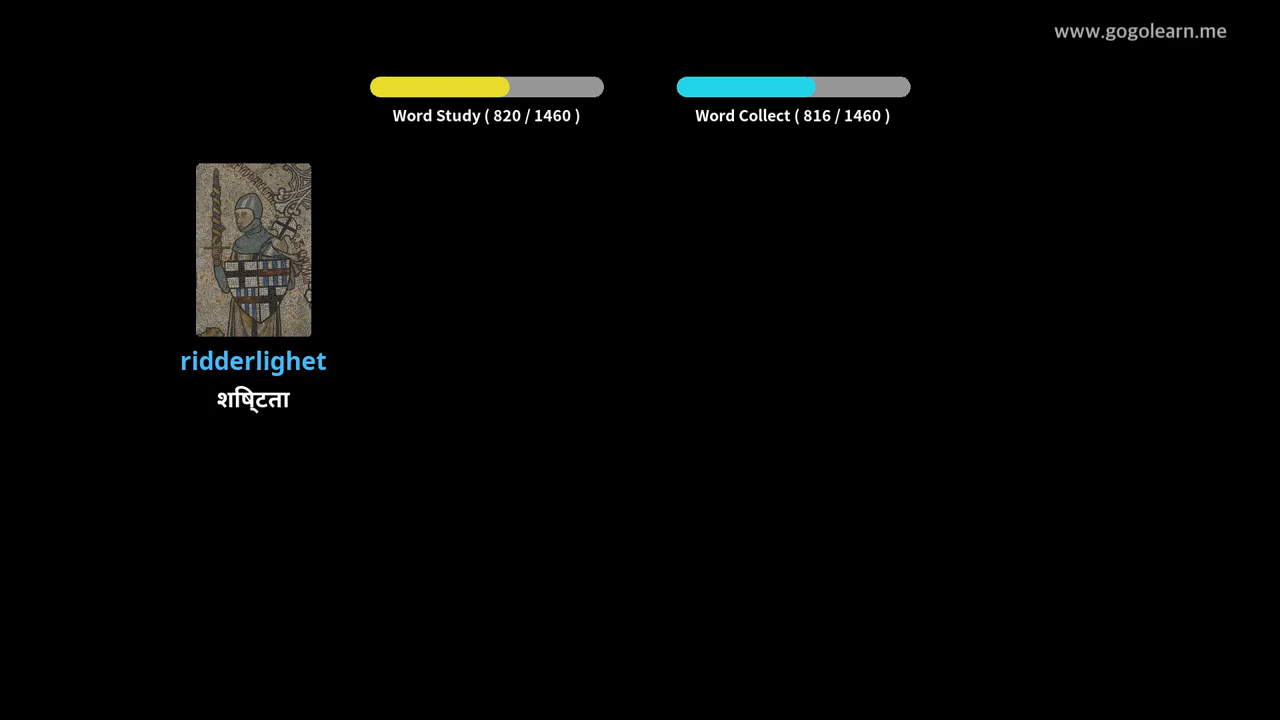 www.gogolearn.me
Word Study ( 820 / 1460 )
Word Collect ( 816 / 1460 )
ridderlighet
शिष्टता